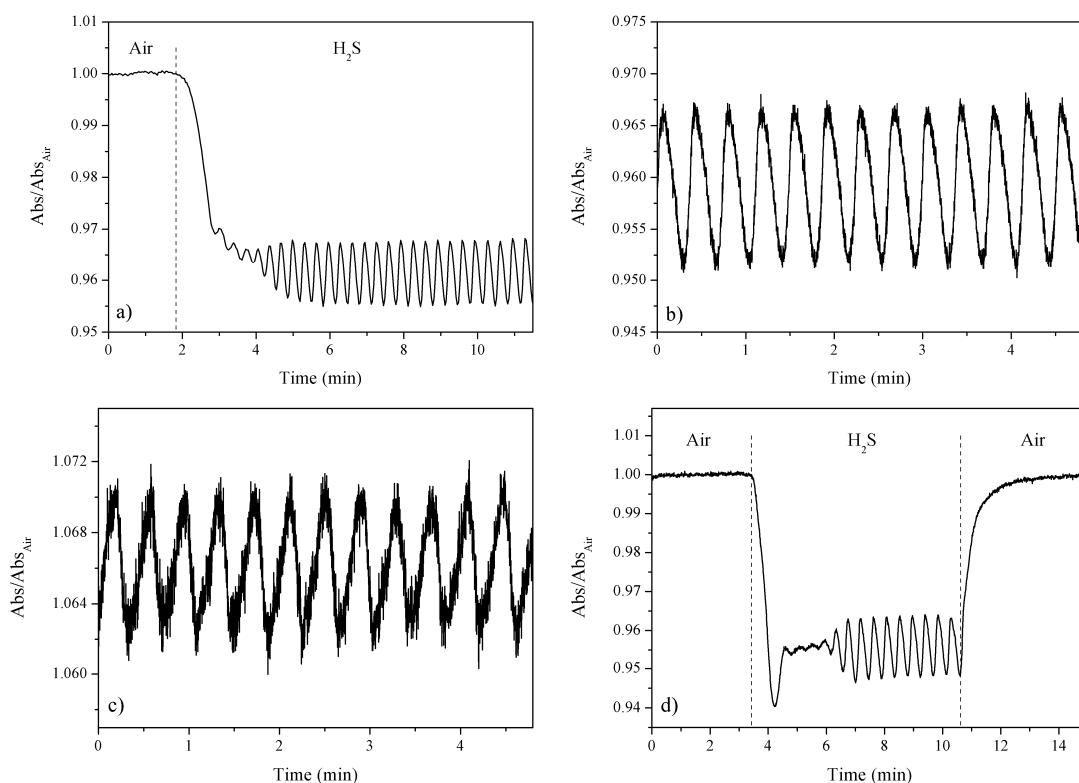 1.01
1.00
0.99
0.98
0.97
0.96
0.95
Abs/Abs_Air
Air
H₂S
a)
0 2 4 6 8 10
Time (min)
0.975
0.970
0.965
0.960
0.955
0.950
0.945
Abs/Abs_Air
b)
0 1 2 3 4
Time (min)
1.072
1.068
1.064
1.060
Abs/Abs_Air
c)
0 1 2 3 4
Time (min)
1.01
1.00
0.99
0.98
0.97
0.96
0.95
0.94
Abs/Abs_Air
Air H₂S Air
d)
0 2 4 6 8 10 12 14
Time (min)